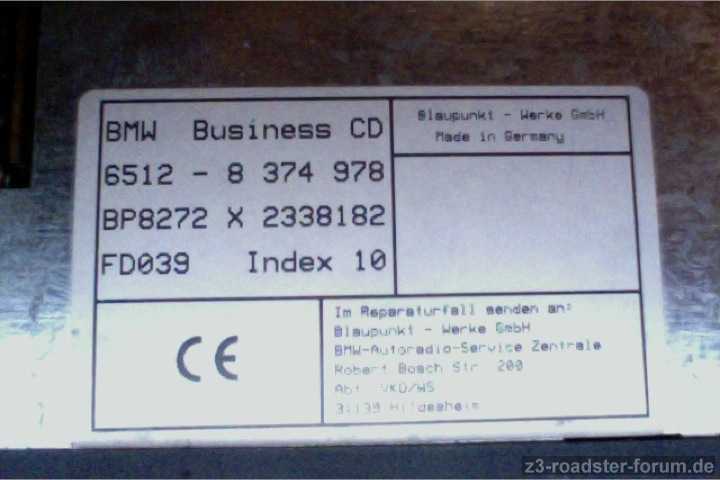 BMW Business CD
6512 - 8 374 978
BP8272 X 2338182
FD039 Index 10
Blaupunkt - Werke GmbH
Made in Germany
CE
Im Reparaturfall senden an:
Blaupunkt - Werke GmbH
BMW-Autoradio-Service Zentrale
Robert Bosch Str. 200
Abt. VKD/WS
31139 Hildesheim
z3-roadster-forum.de